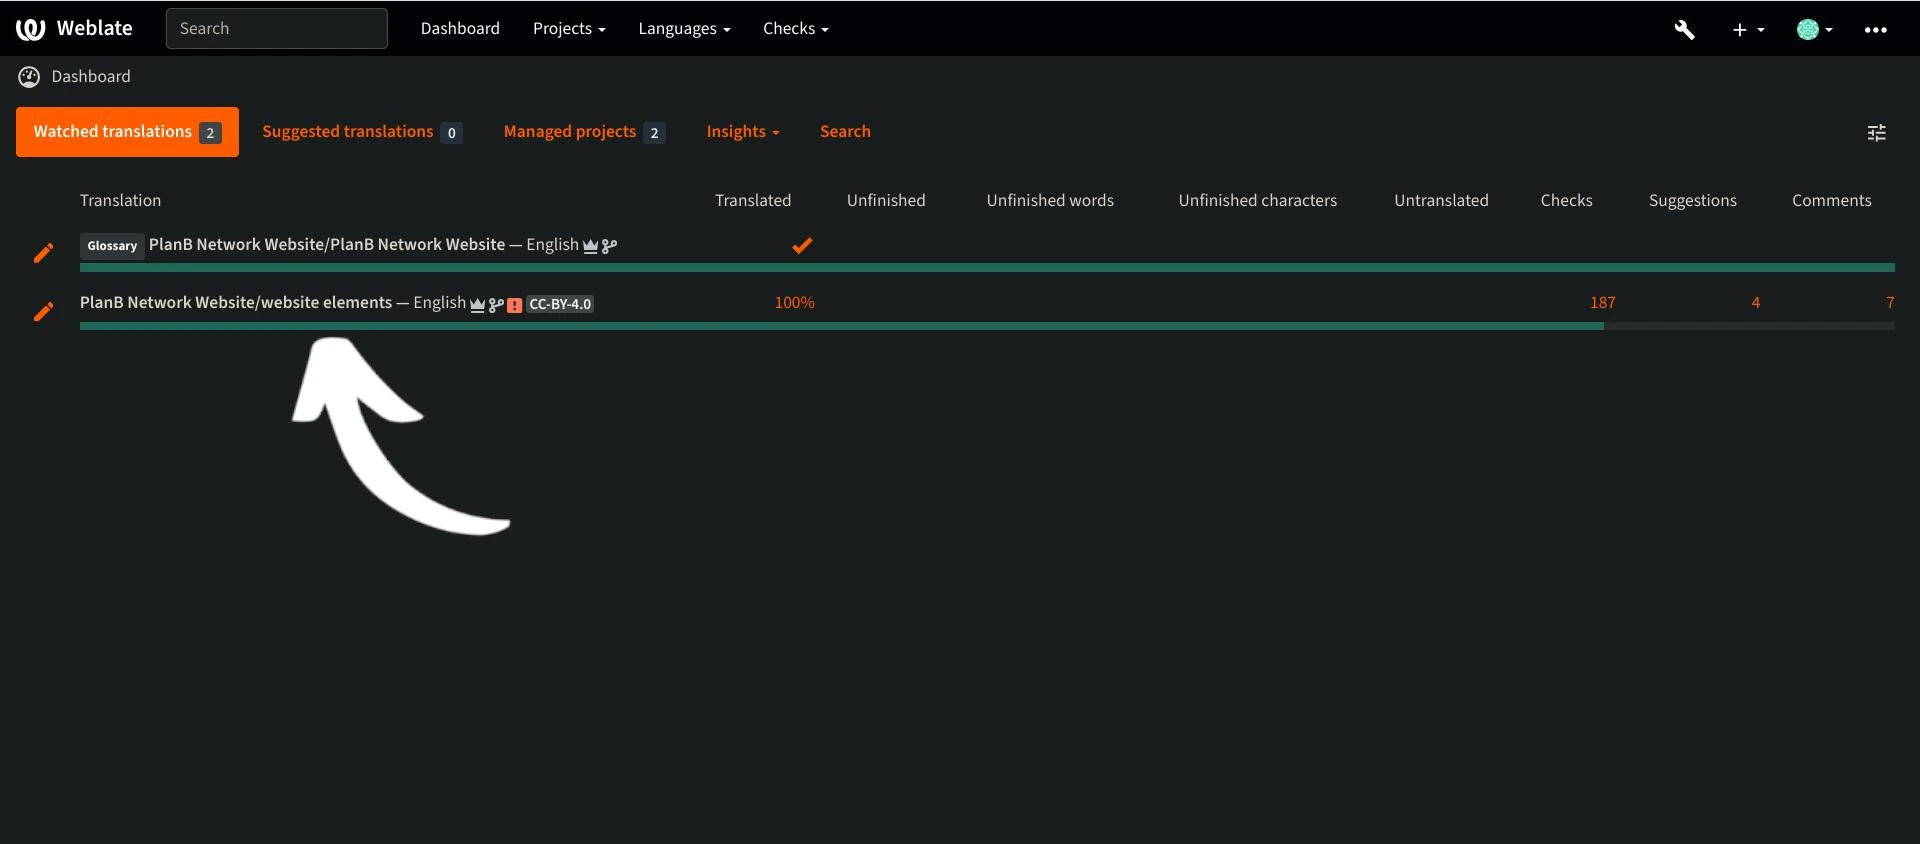 Weblate Search Dashboard Projects Languages Checks
Dashboard
Watched translations 2 Suggested translations 0 Managed projects 2 Insights Search
Translation Translated Unfinished Unfinished words Unfinished characters Untranslated Checks Suggestions Comments
Glossary PlanB Network Website/PlanB Network Website — English
PlanB Network Website/website elements — English CC-BY-4.0 100% 187 4 7